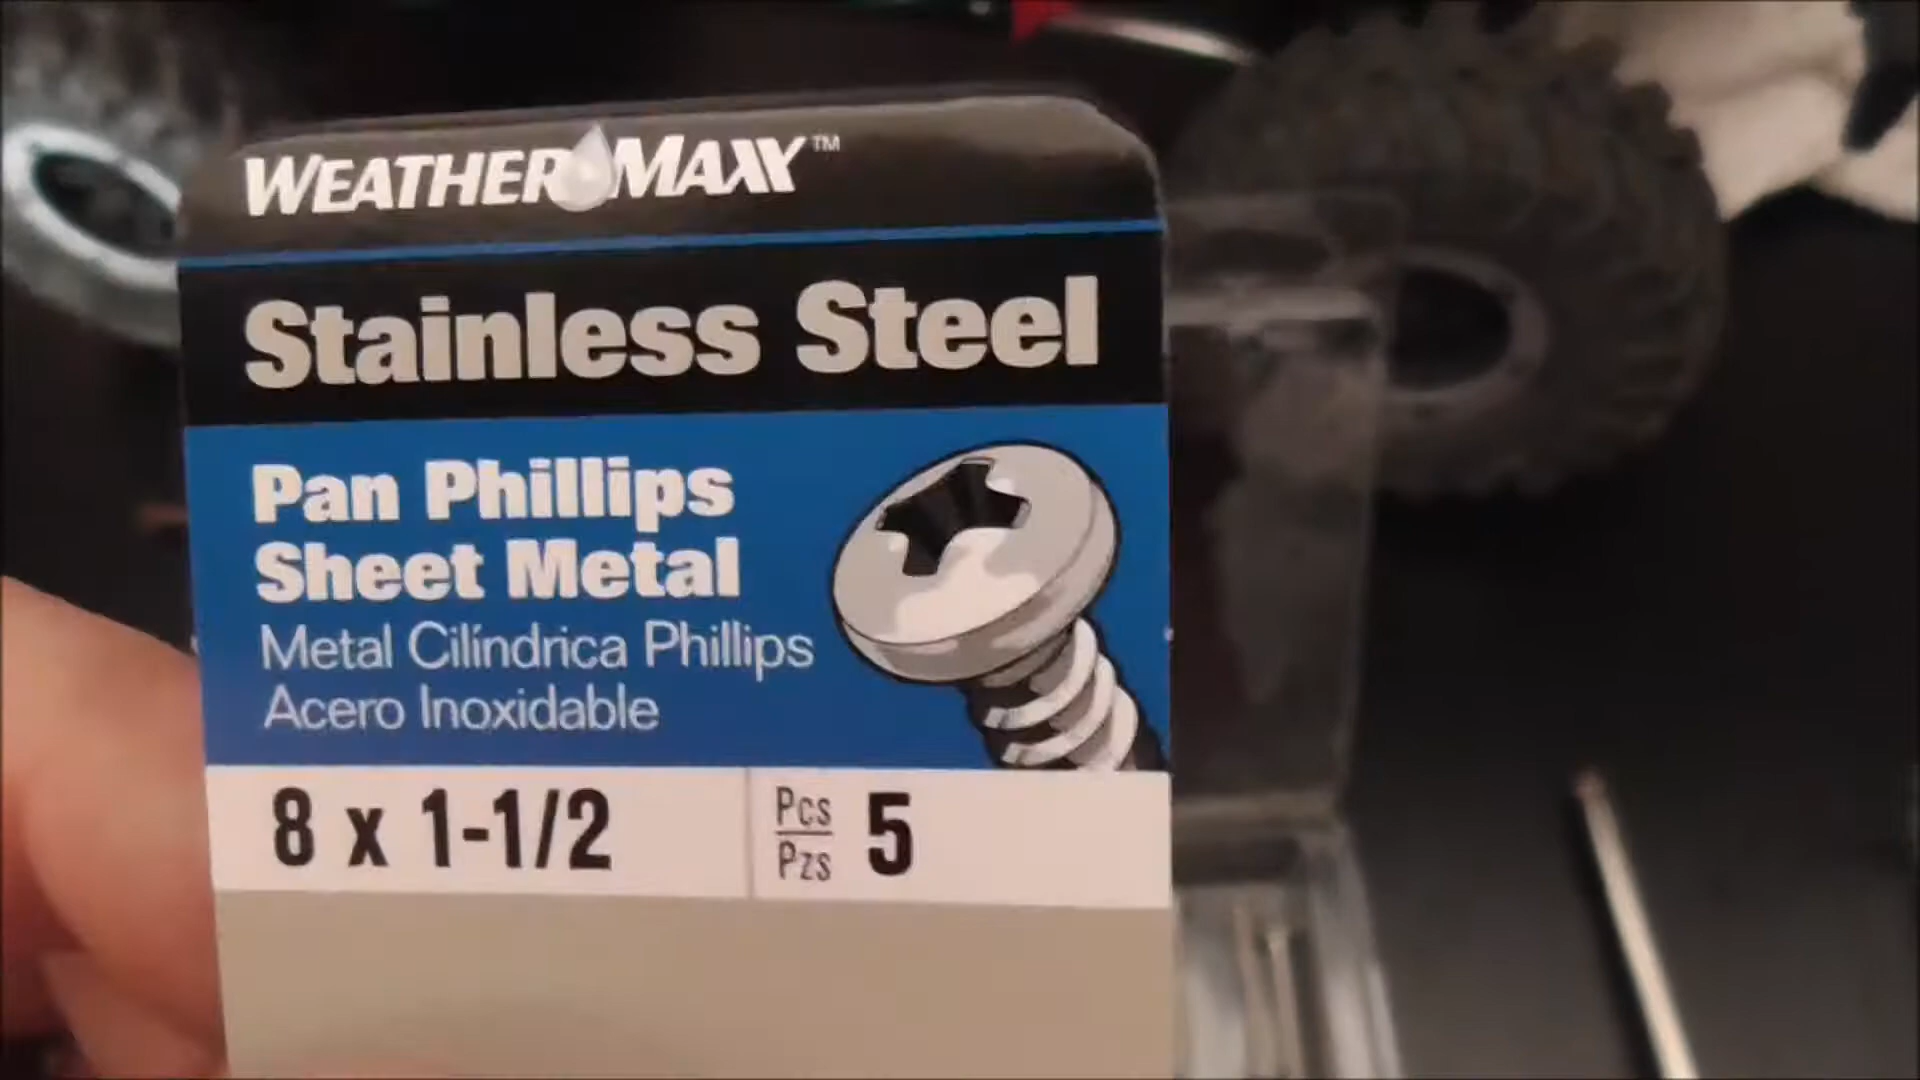 WEATHERMAXX™
Stainless Steel
Pan Phillips
Sheet Metal
Metal Cilíndrica Phillips
Acero Inoxidable
8 x 1-1/2
Pcs
Pzs
5